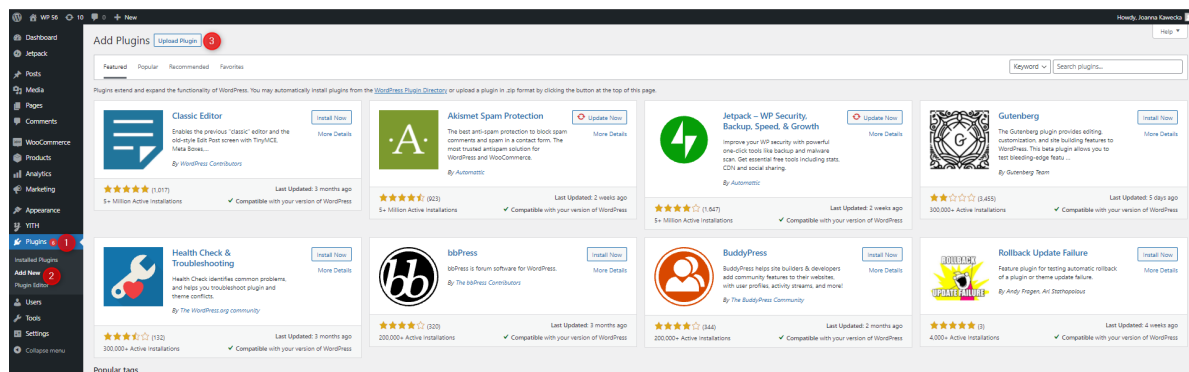 WP 56 10 0 + New
Howdy, Joanna Kawecka
Dashboard
Jetpack
Posts
Media
Pages
Comments
WooCommerce
Products
Analytics
Marketing
Appearance
YITH
Plugins 6 1
Installed Plugins
Add New 2
Plugin Editor
Users
Tools
Settings
Collapse menu
Help
Add Plugins Upload Plugin 3
Featured Popular Recommended Favorites
Keyword Search plugins...
Plugins extend and expand the functionality of WordPress. You may automatically install plugins from the WordPress Plugin Directory or upload a plugin in .zip format by clicking the button at the top of this page.
Classic Editor
Install Now
More Details
Enables the previous "classic" editor and the
old-style Edit Post screen with TinyMCE,
Meta Boxes,...
By WordPress Contributors
(1,017)
Last Updated: 3 months ago
5+ Million Active Installations
Compatible with your version of WordPress
·A·
Akismet Spam Protection
Update Now
More Details
The best anti-spam protection to block spam
comments and spam in a contact form. The
most trusted antispam solution for
WordPress and WooCommerce.
By Automattic
(923)
Last Updated: 2 weeks ago
5+ Million Active Installations
Compatible with your version of WordPress
Jetpack – WP Security,
Backup, Speed, & Growth
Update Now
More Details
Improve your WP security with powerful
one-click tools like backup and malware
scan. Get essential free tools including stats,
CDN and social sharing.
By Automattic
(1,647)
Last Updated: 2 weeks ago
5+ Million Active Installations
Compatible with your version of WordPress
G
Gutenberg
Install Now
More Details
The Gutenberg plugin provides editing,
customization, and site building features to
WordPress. This beta plugin allows you to
test bleeding-edge featu ...
By Gutenberg Team
(3,455)
Last Updated: 5 days ago
300,000+ Active Installations
Compatible with your version of WordPress
Health Check &
Troubleshooting
Install Now
More Details
Health Check identifies common problems,
and helps you troubleshoot plugin and
theme conflicts.
By The WordPress.org community
(132)
Last Updated: 3 months ago
300,000+ Active Installations
Compatible with your version of WordPress
bb
bbPress
Install Now
More Details
bbPress is forum software for WordPress.
By The bbPress Contributors
(320)
Last Updated: 3 months ago
200,000+ Active Installations
Compatible with your version of WordPress
BuddyPress
Install Now
More Details
BuddyPress helps site builders & developers
add community features to their websites,
with user profiles, activity streams, and more!
By The BuddyPress Community
(344)
Last Updated: 2 months ago
200,000+ Active Installations
Compatible with your version of WordPress
ROLLBACK
UPDATE FAILURE
Rollback Update Failure
Install Now
More Details
Feature plugin for testing automatic rollback
of a plugin or theme update failure.
By Andy Fragen, Ari Stathopolous
(3)
Last Updated: 4 weeks ago
4,000+ Active Installations
Compatible with your version of WordPress
Popular tags